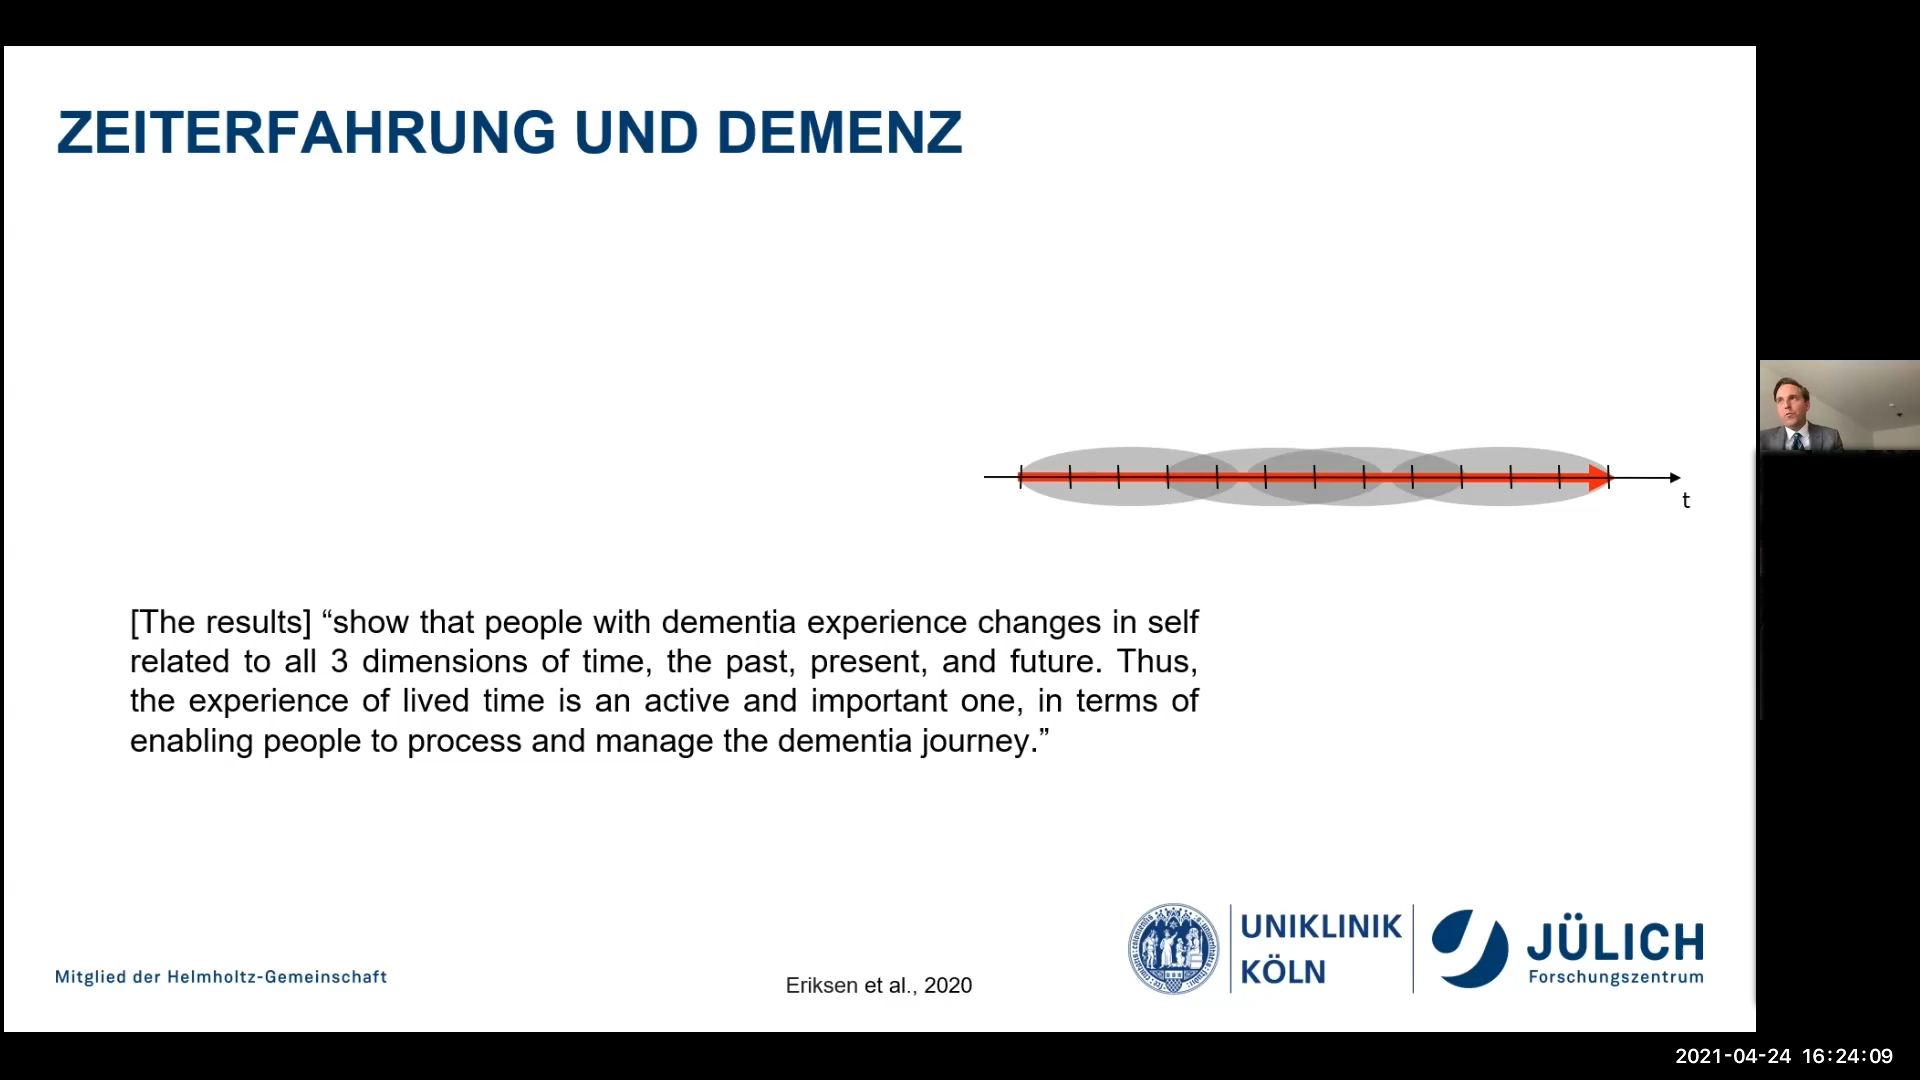 ZEITERFAHRUNG UND DEMENZ
t
[The results] “show that people with dementia experience changes in self
related to all 3 dimensions of time, the past, present, and future. Thus,
the experience of lived time is an active and important one, in terms of
enabling people to process and manage the dementia journey.”
Mitglied der Helmholtz-Gemeinschaft
Eriksen et al., 2020
UNIKLINIK
KÖLN
JÜLICH
Forschungszentrum
2021-04-24 16:24:09